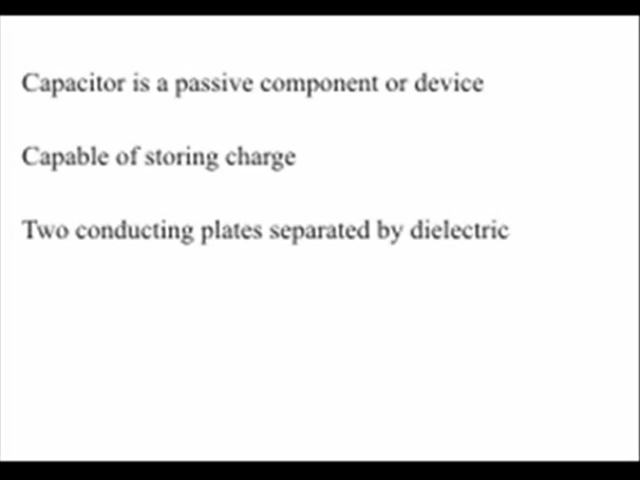 Capacitor is a passive component or device
Capable of storing charge
Two conducting plates separated by dielectric